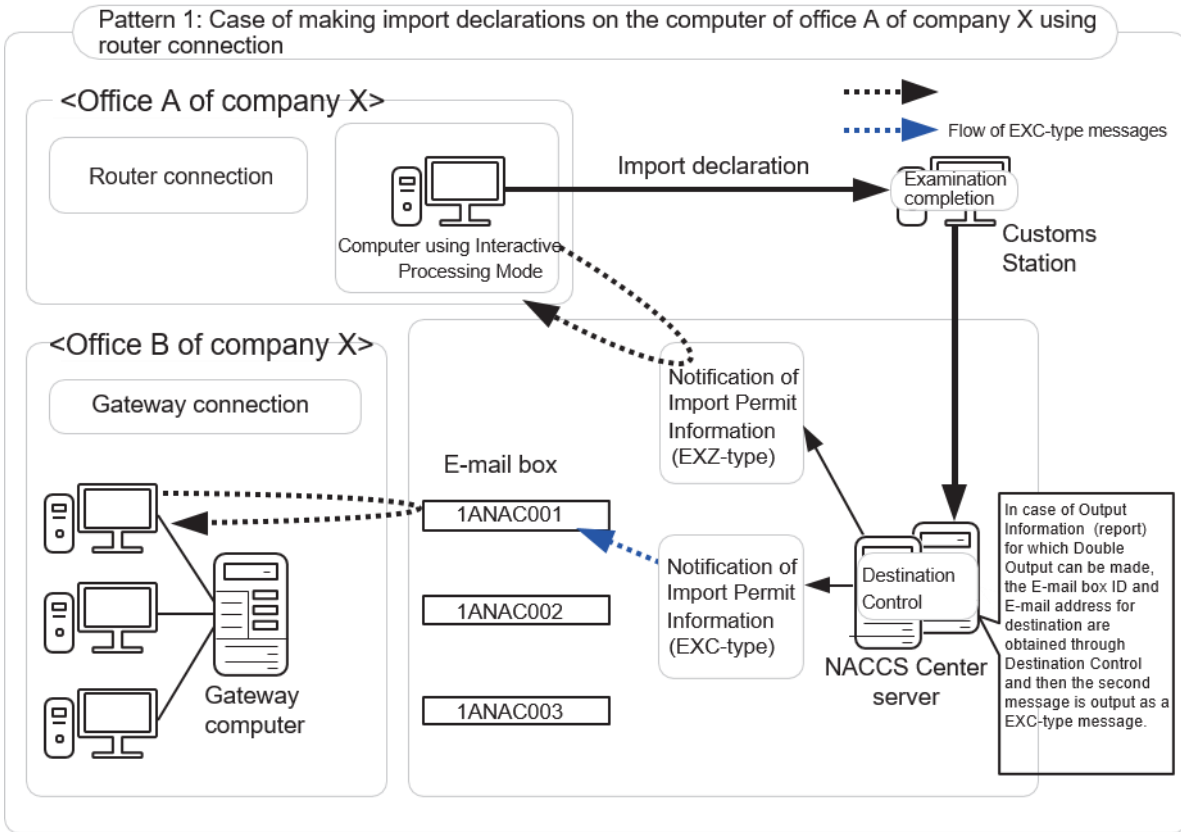 Pattern 1: Case of making import declarations on the computer of office A of company X using
router connection
<Office A of company X>
Router connection
Computer using Interactive
Processing Mode
Import declaration
Flow of EXC-type messages
Examination
completion
Customs
Station
<Office B of company X>
Gateway connection
Gateway
computer
E-mail box
1ANAC001
1ANAC002
1ANAC003
Notification of
Import Permit
Information
(EXZ-type)
Notification of
Import Permit
Information
(EXC-type)
Destination
Control
NACCS Center
server
In case of Output
Information (report)
for which Double
Output can be made,
the E-mail box ID and
E-mail address for
destination are
obtained through
Destination Control
and then the second
message is output as a
EXC-type message.